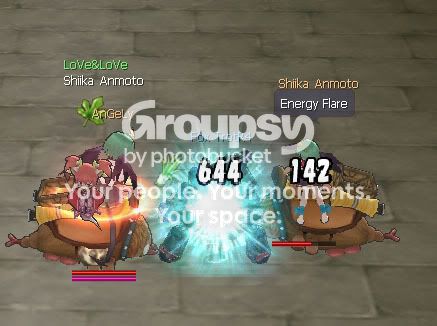 LoVe&LoVe
Shiika Anmoto
Shiika Anmoto
AnGeL
Energy Flare
Groupsy
by photobucket
644
142
Your people. Your moments.
Your space.